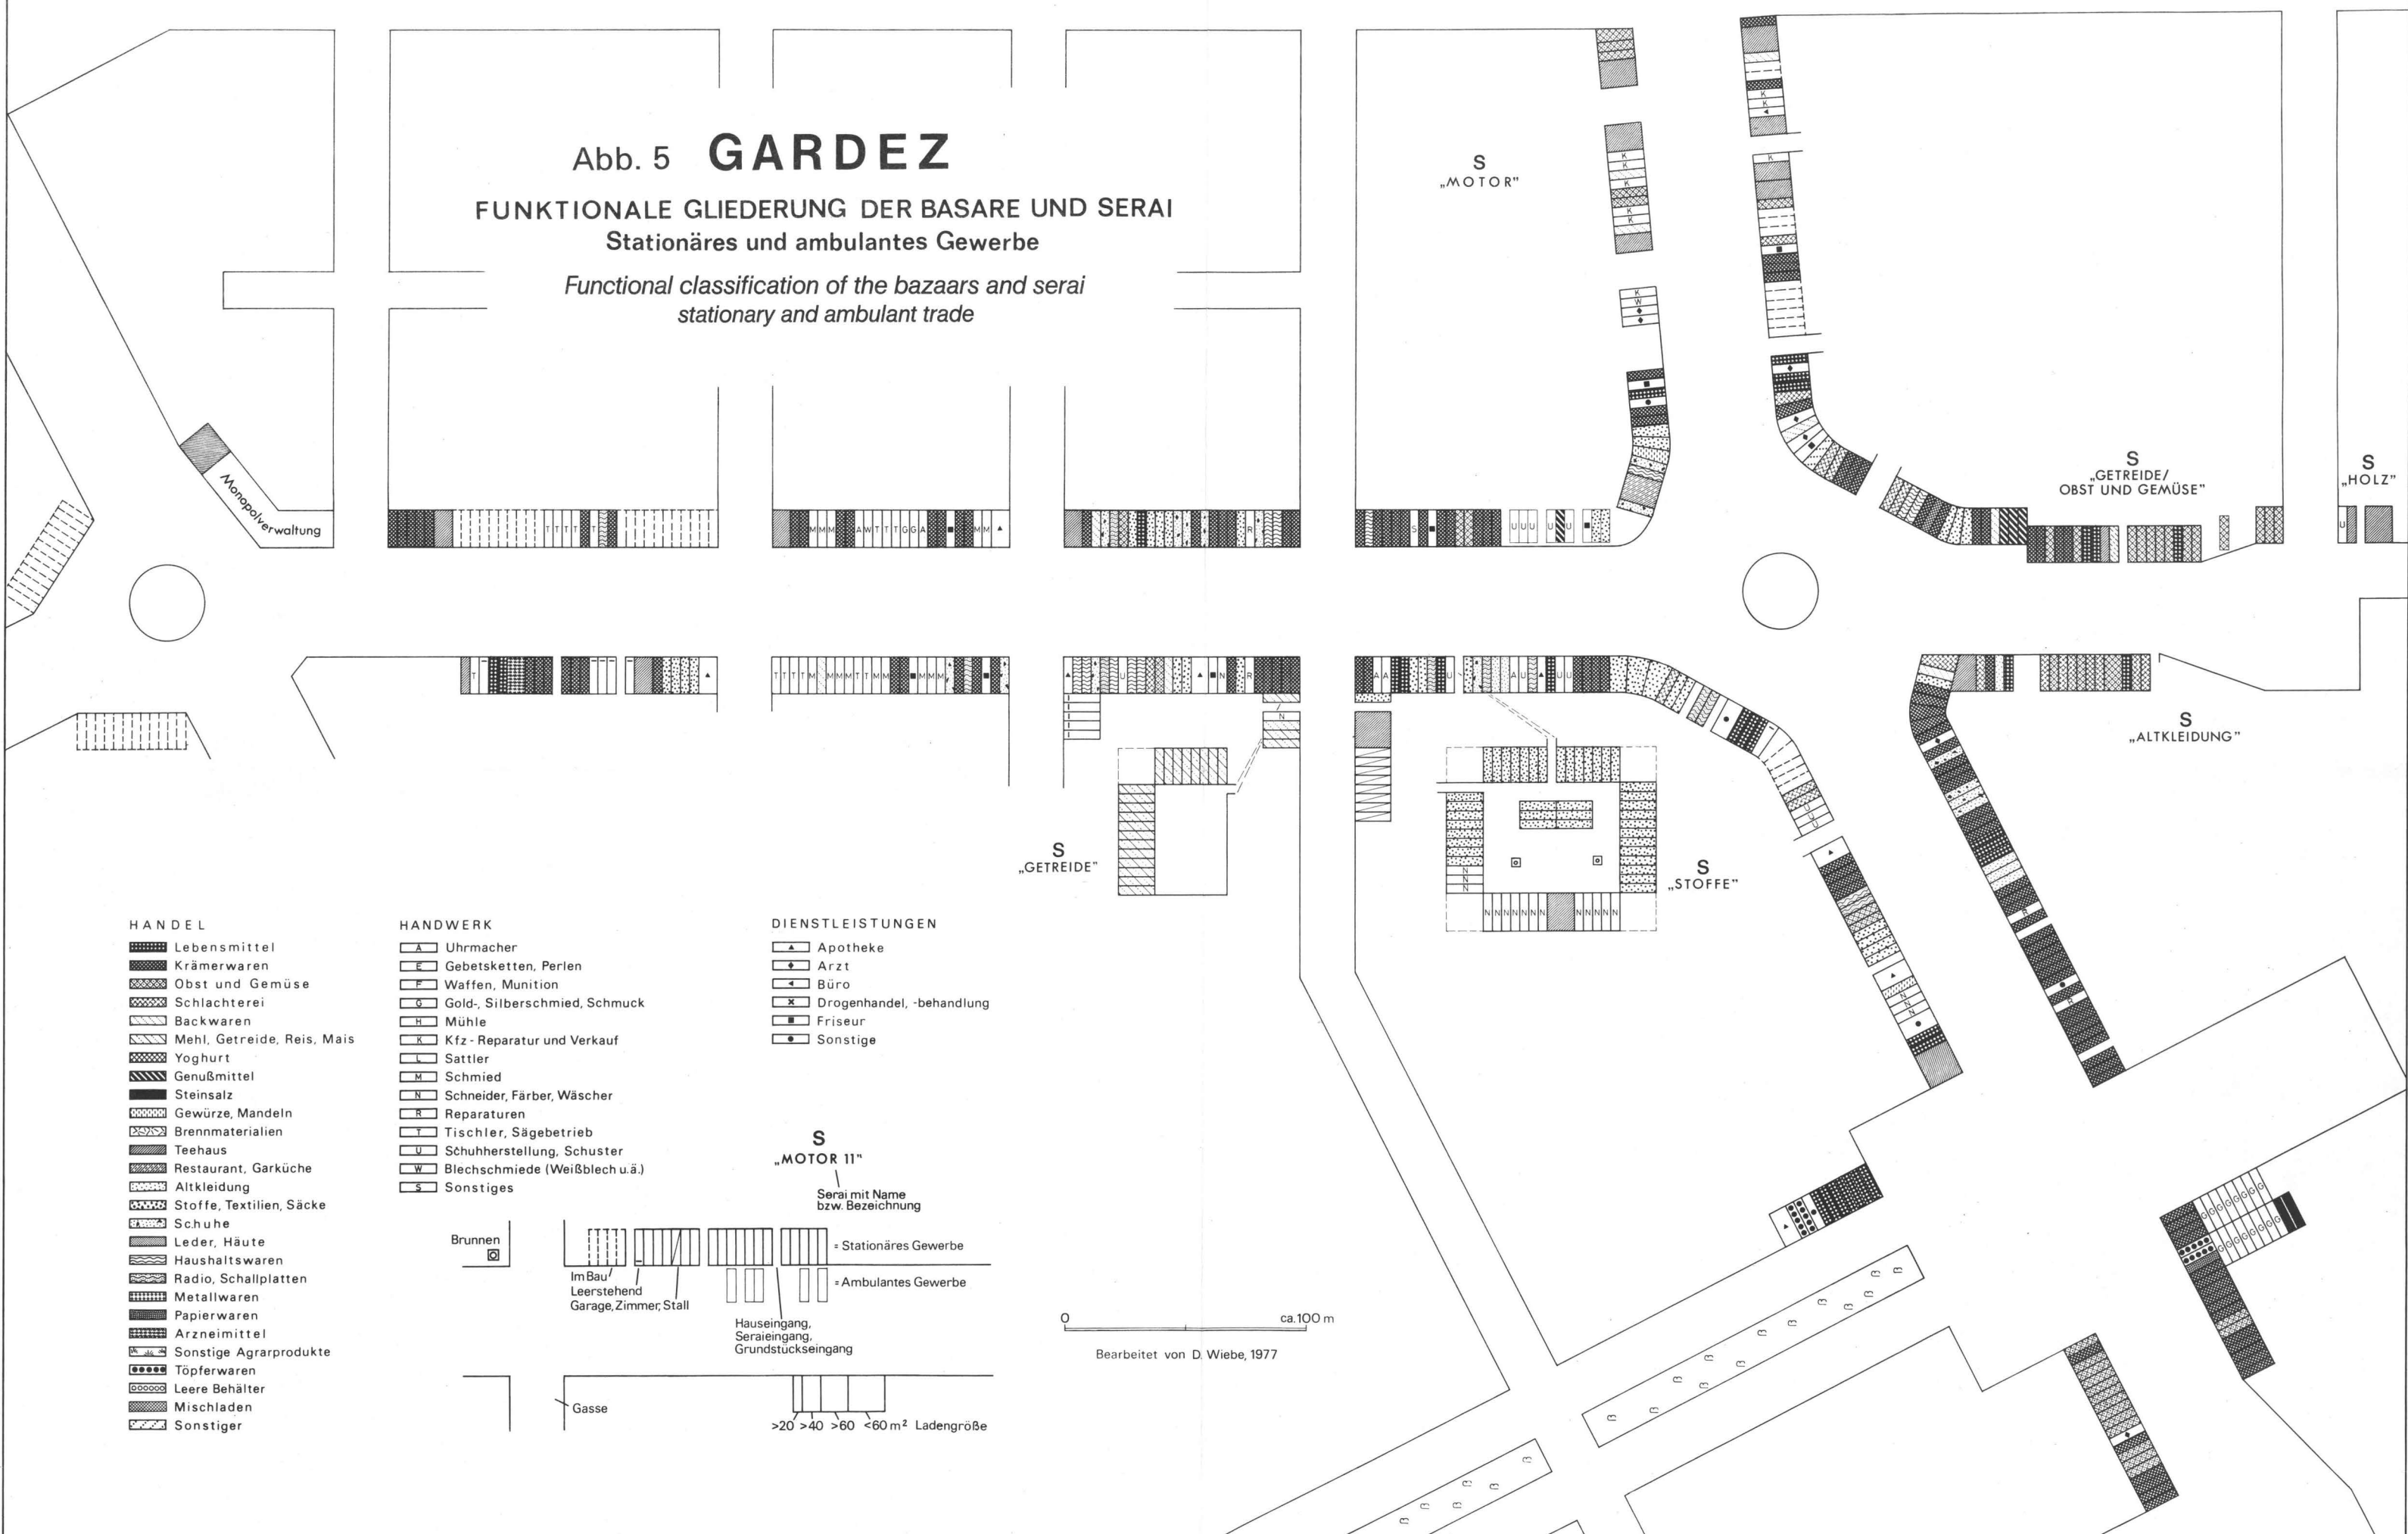 Abb. 5 GARDEZ
FUNKTIONALE GLIEDERUNG DER BASARE UND SERAI
Stationäres und ambulantes Gewerbe
Functional classification of the bazaars and serai
stationary and ambulant trade
S
„MOTOR”
S
„GETREIDE/
OBST UND GEMÜSE”
S
„HOLZ”
Monopolverwaltung
S
„ALTKLEIDUNG”
S
„GETREIDE”
S
„STOFFE”
HANDEL
Lebensmittel
Krämerwaren
Obst und Gemüse
Schlachterei
Backwaren
Mehl, Getreide, Reis, Mais
Yoghurt
Genußmittel
Steinsalz
Gewürze, Mandeln
Brennmaterialien
Teehaus
Restaurant, Garküche
Altkleidung
Stoffe, Textilien, Säcke
Schuhe
Leder, Häute
Haushaltswaren
Radio, Schallplatten
Metallwaren
Papierwaren
Arzneimittel
Sonstige Agrarprodukte
Töpferwaren
Leere Behälter
Mischladen
Sonstiger
HANDWERK
A Uhrmacher
E Gebetsketten, Perlen
F Waffen, Munition
G Gold-, Silberschmied, Schmuck
H Mühle
K Kfz - Reparatur und Verkauf
L Sattler
M Schmied
N Schneider, Färber, Wäscher
R Reparaturen
T Tischler, Sägebetrieb
U Schuhherstellung, Schuster
W Blechschmiede (Weißblech u.ä.)
S Sonstiges
DIENSTLEISTUNGEN
Apotheke
Arzt
Büro
Drogenhandel, -behandlung
Friseur
Sonstige
S
„MOTOR 11”
Serai mit Name
bzw. Bezeichnung
Brunnen
Im Bau
Leerstehend
Garage, Zimmer, Stall
= Stationäres Gewerbe
= Ambulantes Gewerbe
Hauseingang,
Seraieingang,
Grundstückseingang
Gasse
>20 >40 >60 <60 m² Ladengröße
0 ca. 100 m
Bearbeitet von D. Wiebe, 1977